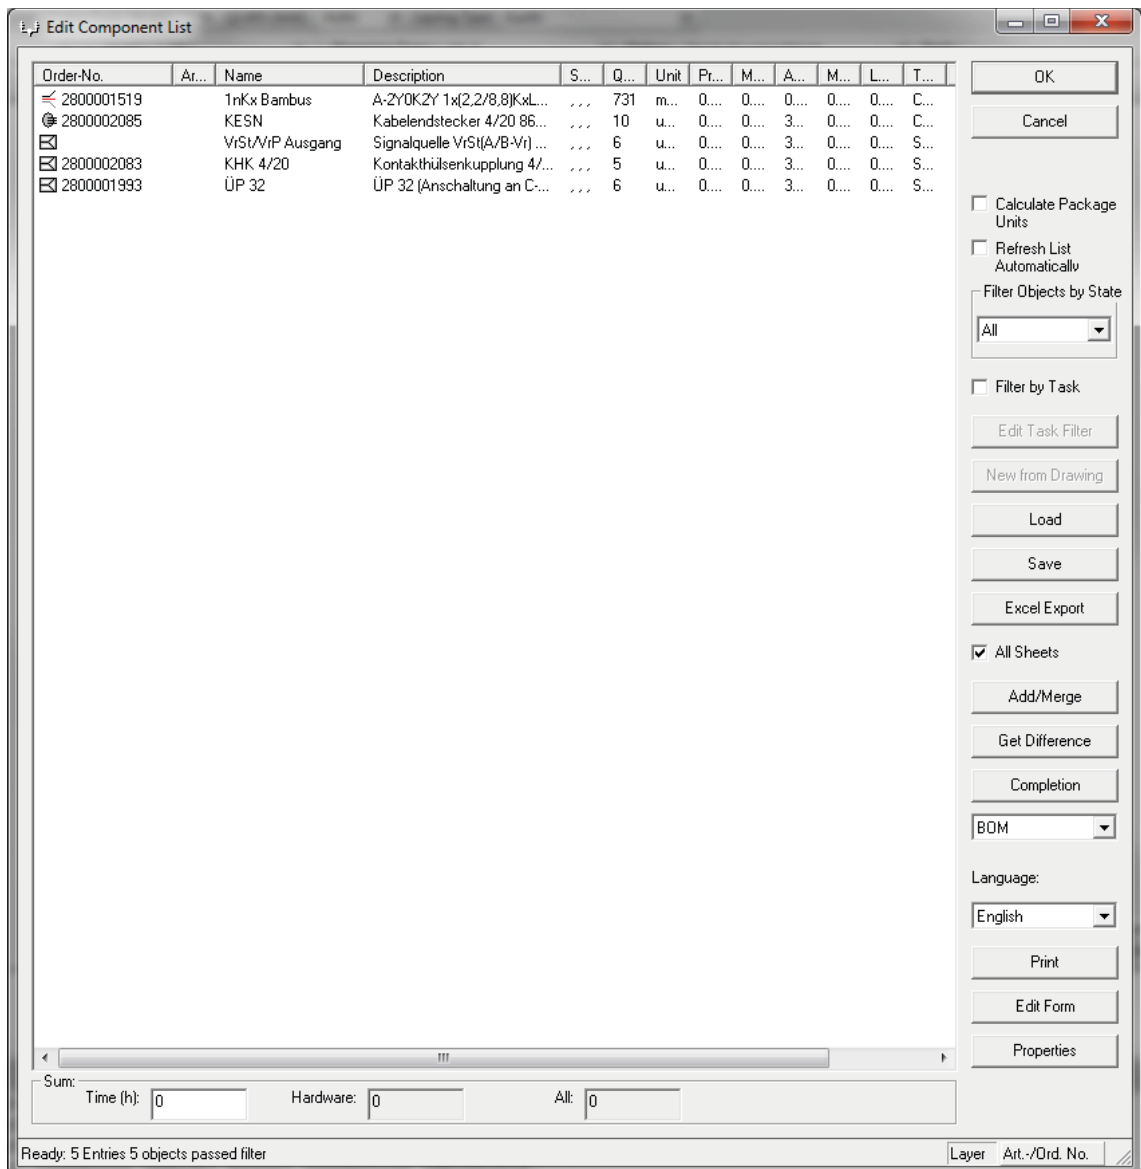 Edit Component List
Order-No. Ar... Name Description S... Q... Unit Pr... M... A... M... L... T...
2800001519 1nKx Bambus A-2Y0K2Y 1x(2,2/8,8)KxL... , , , 731 m... 0.... 0.... 0.... 0.... 0.... C...
2800002085 KESN Kabelendstecker 4/20 86... , , , 10 u... 0.... 0.... 3... 0.... 0.... C...
VrSt/VrP Ausgang Signalquelle VrSt(A/B-Vr) ... , , , 6 u... 0.... 0.... 3... 0.... 0.... S...
2800002083 KHK 4/20 Kontakthülsenkupplung 4/... , , , 5 u... 0.... 0.... 3... 0.... 0.... S...
2800001993 ÜP 32 ÜP 32 (Anschaltung an C-... , , , 6 u... 0.... 0.... 3... 0.... 0.... S...
OK
Cancel
Calculate Package
Units
Refresh List
Automatically
Filter Objects by State
All
Filter by Task
Edit Task Filter
New from Drawing
Load
Save
Excel Export
All Sheets
Add/Merge
Get Difference
Completion
BOM
Language:
English
Print
Edit Form
Properties
Sum:
Time (h): 0 Hardware: 0 All: 0
Ready: 5 Entries 5 objects passed filter Layer Art.-/Ord. No.